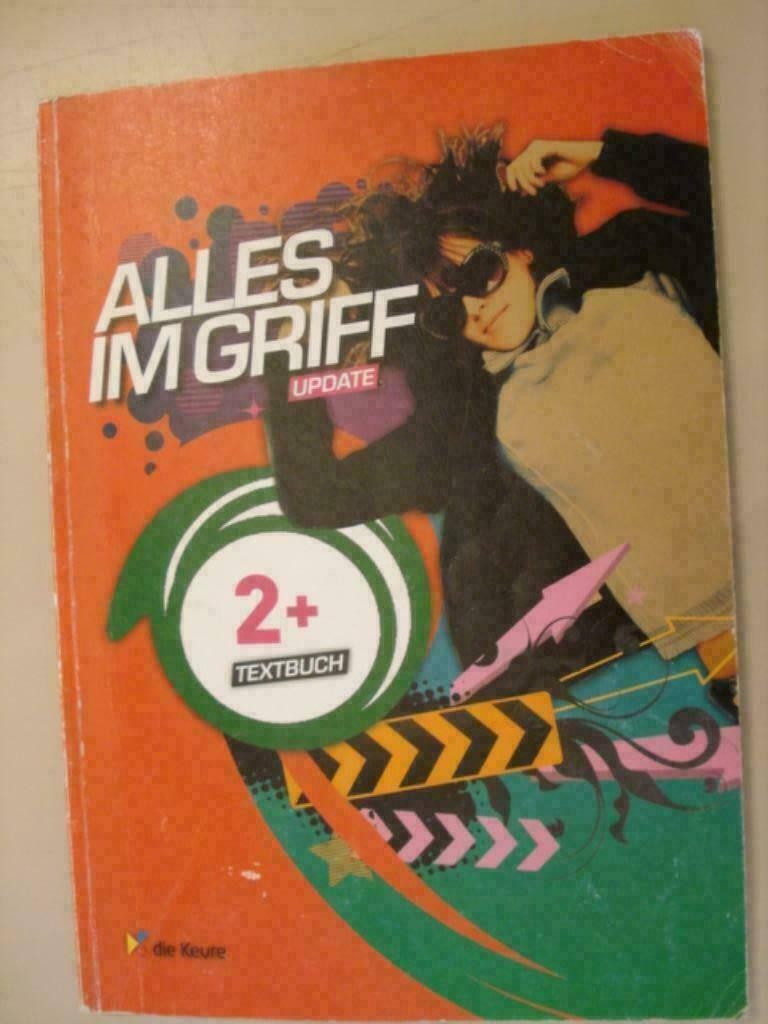 ALLES
IM GRIFF
UPDATE
2+
TEXTBUCH
die Keure